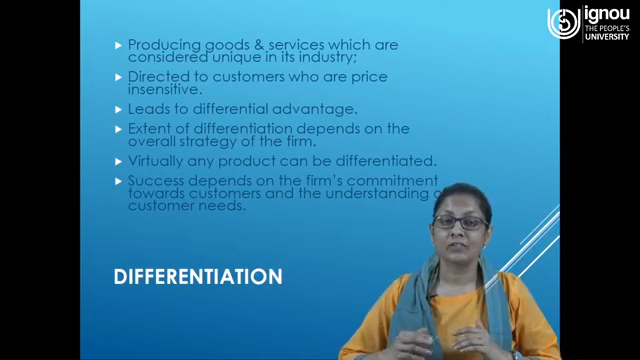 ignou
THE PEOPLE'S
UNIVERSITY
Producing goods & services which are
considered unique in its industry;
Directed to customers who are price
insensitive.
Leads to differential advantage.
Extent of differentiation depends on the
overall strategy of the firm.
Virtually any product can be differentiated.
Success depends on the firm's commitment
towards customers and the understanding
customer needs.
DIFFERENTIATION